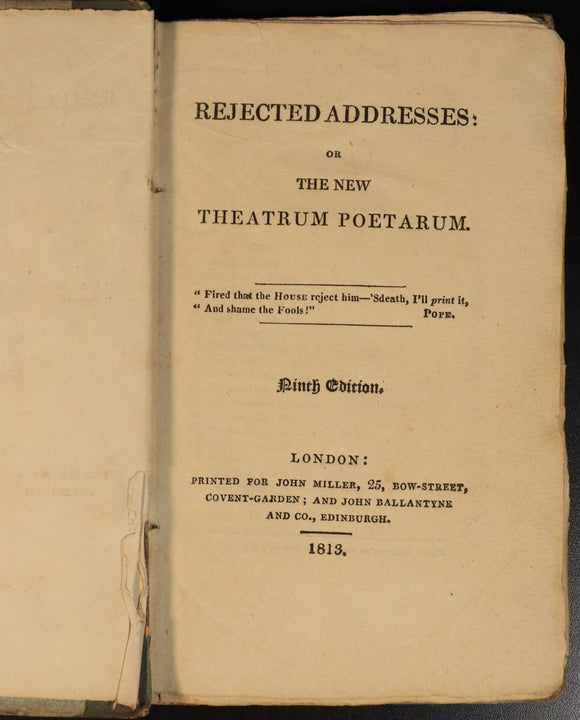 REJECTED ADDRESSES:
OR
THE NEW
THEATRUM POETARUM.
“ Fired that the HOUSE reject him—’Sdeath, I’ll print it,
“ And shame the Fools!” POPE.
Ninth Edition.
LONDON:
PRINTED FOR JOHN MILLER, 25, BOW-STREET,
COVENT-GARDEN; AND JOHN BALLANTYNE
AND CO., EDINBURGH.
1813.